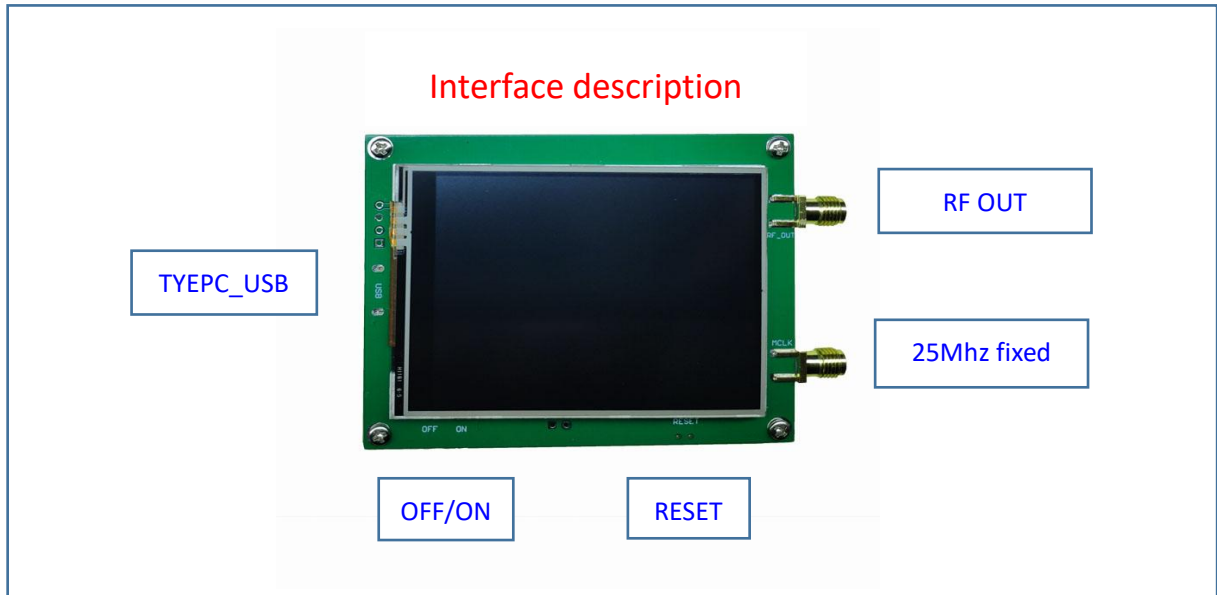 Interface description
RF OUT
RF_OUT
TYEPC_USB
USB
MCLK
25Mhz fixed
OFF ON
RESET
OFF/ON
RESET